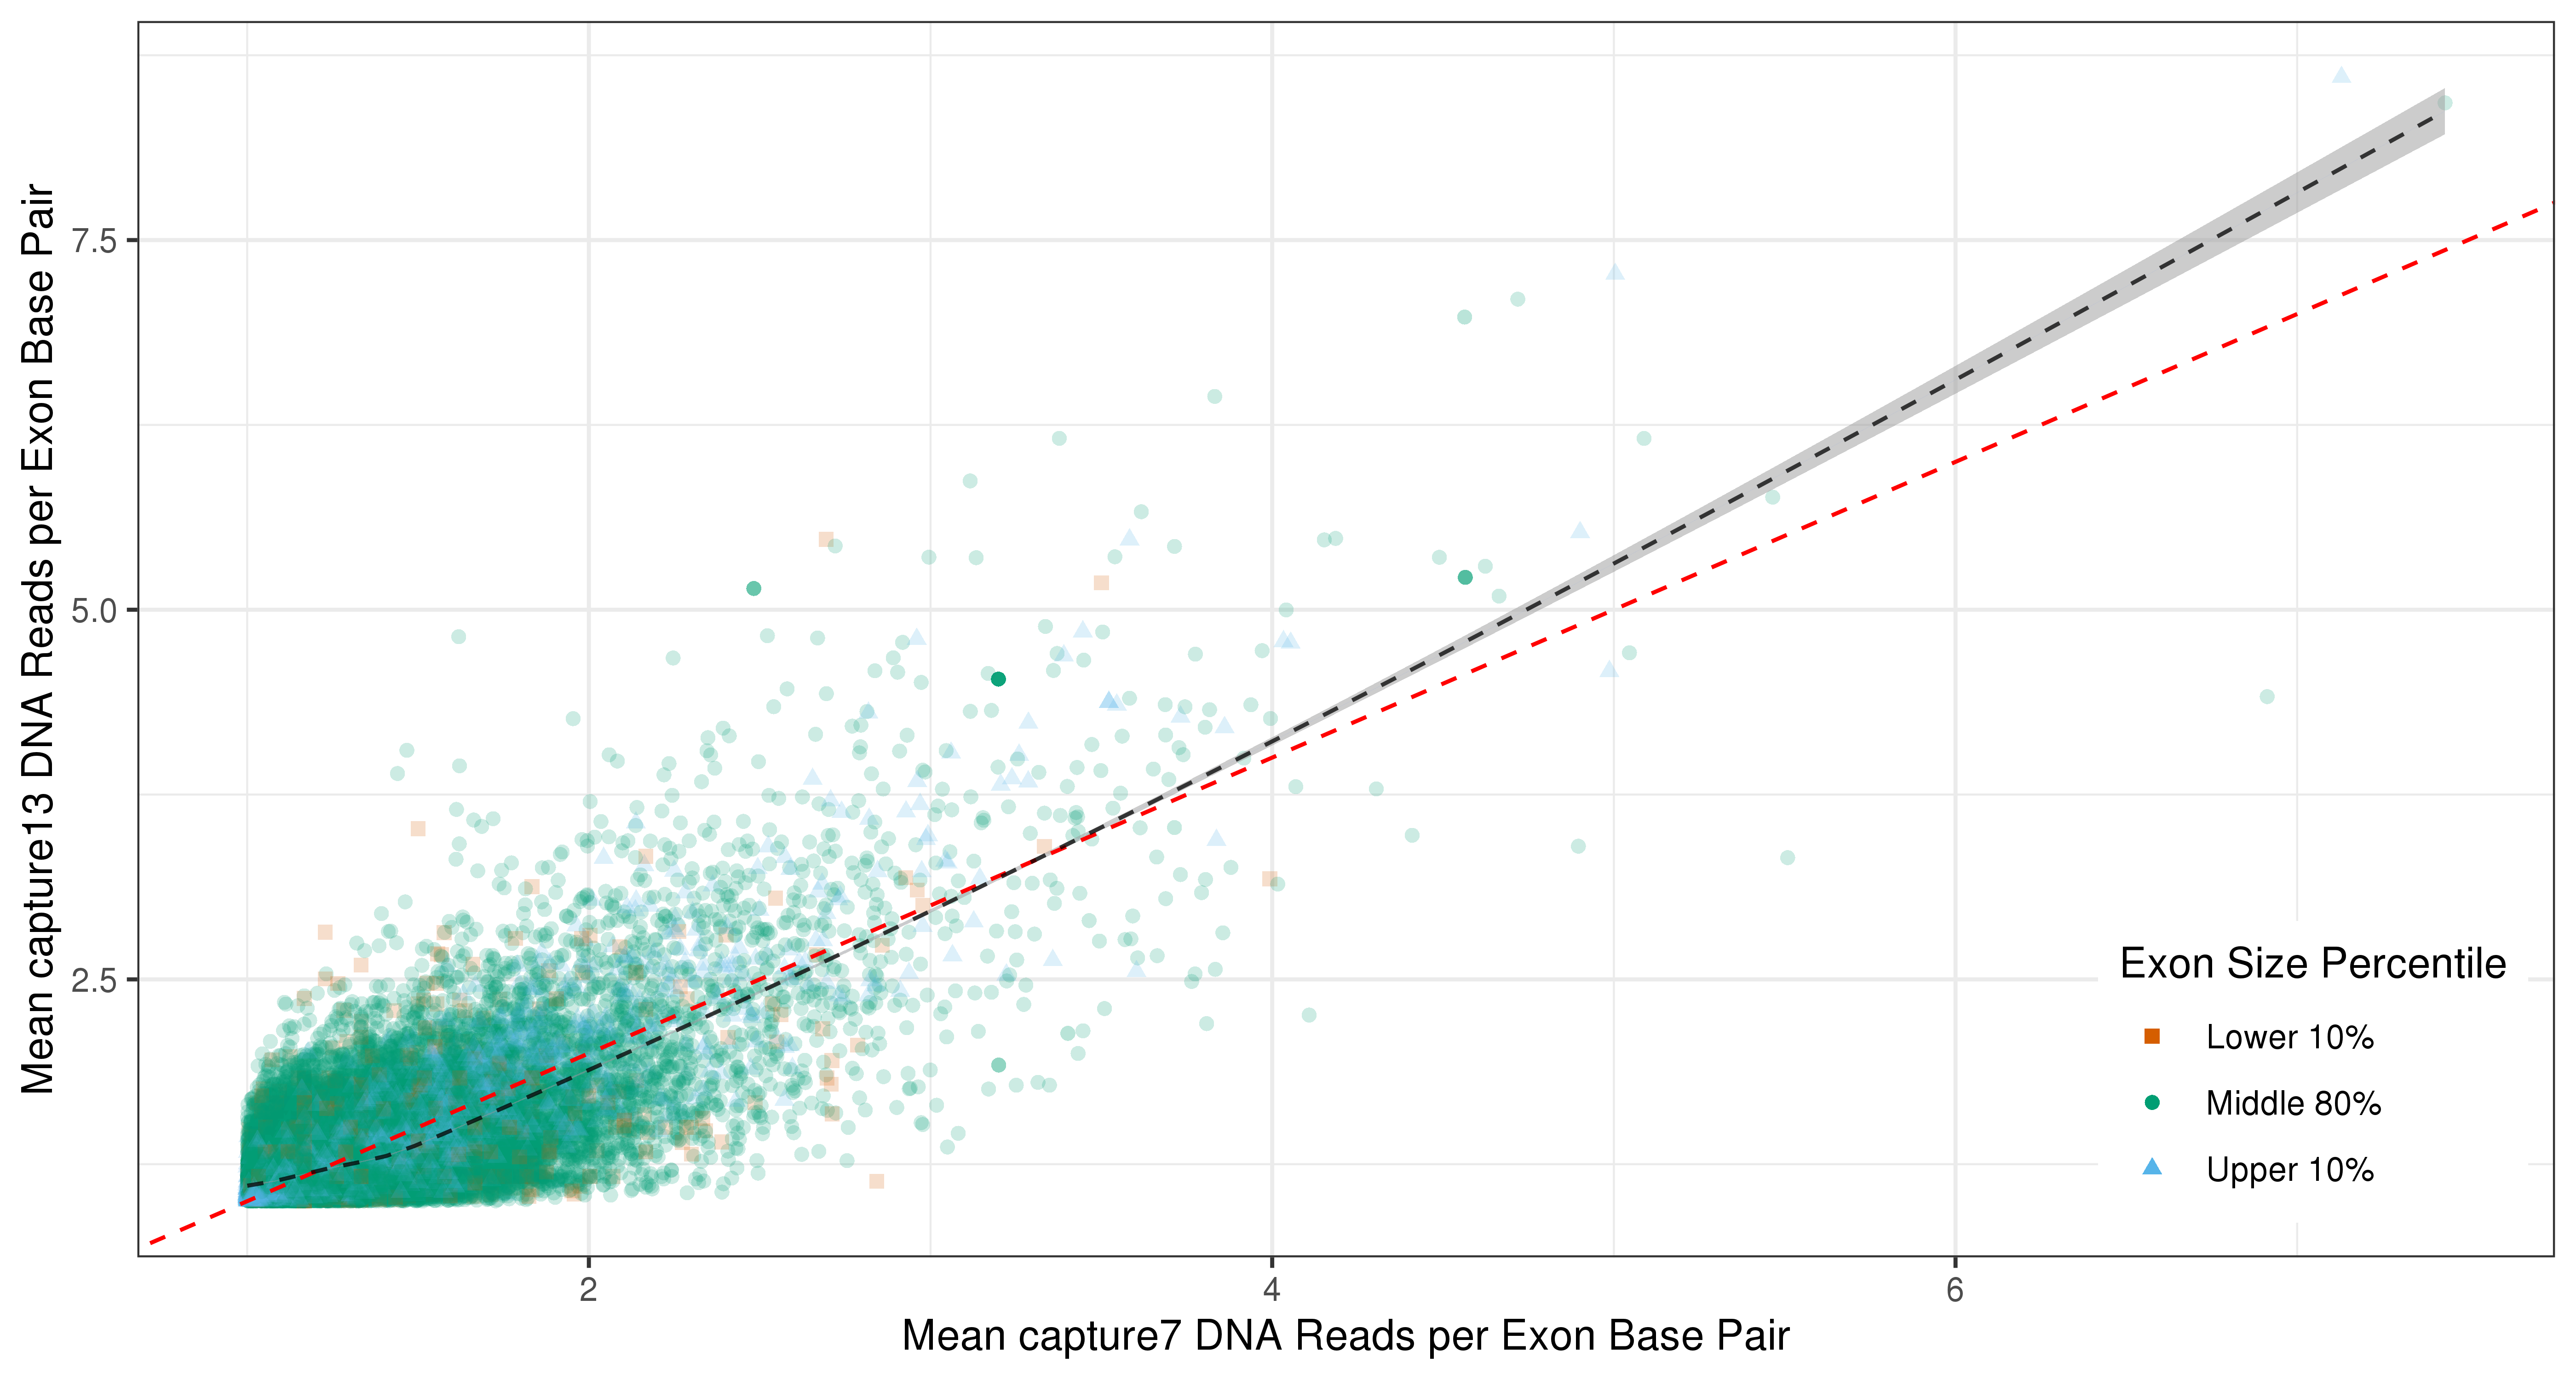 Mean capture13 DNA Reads per Exon Base Pair
7.5
5.0
2.5
2
4
6
Mean capture7 DNA Reads per Exon Base Pair
Exon Size Percentile
Lower 10%
Middle 80%
Upper 10%